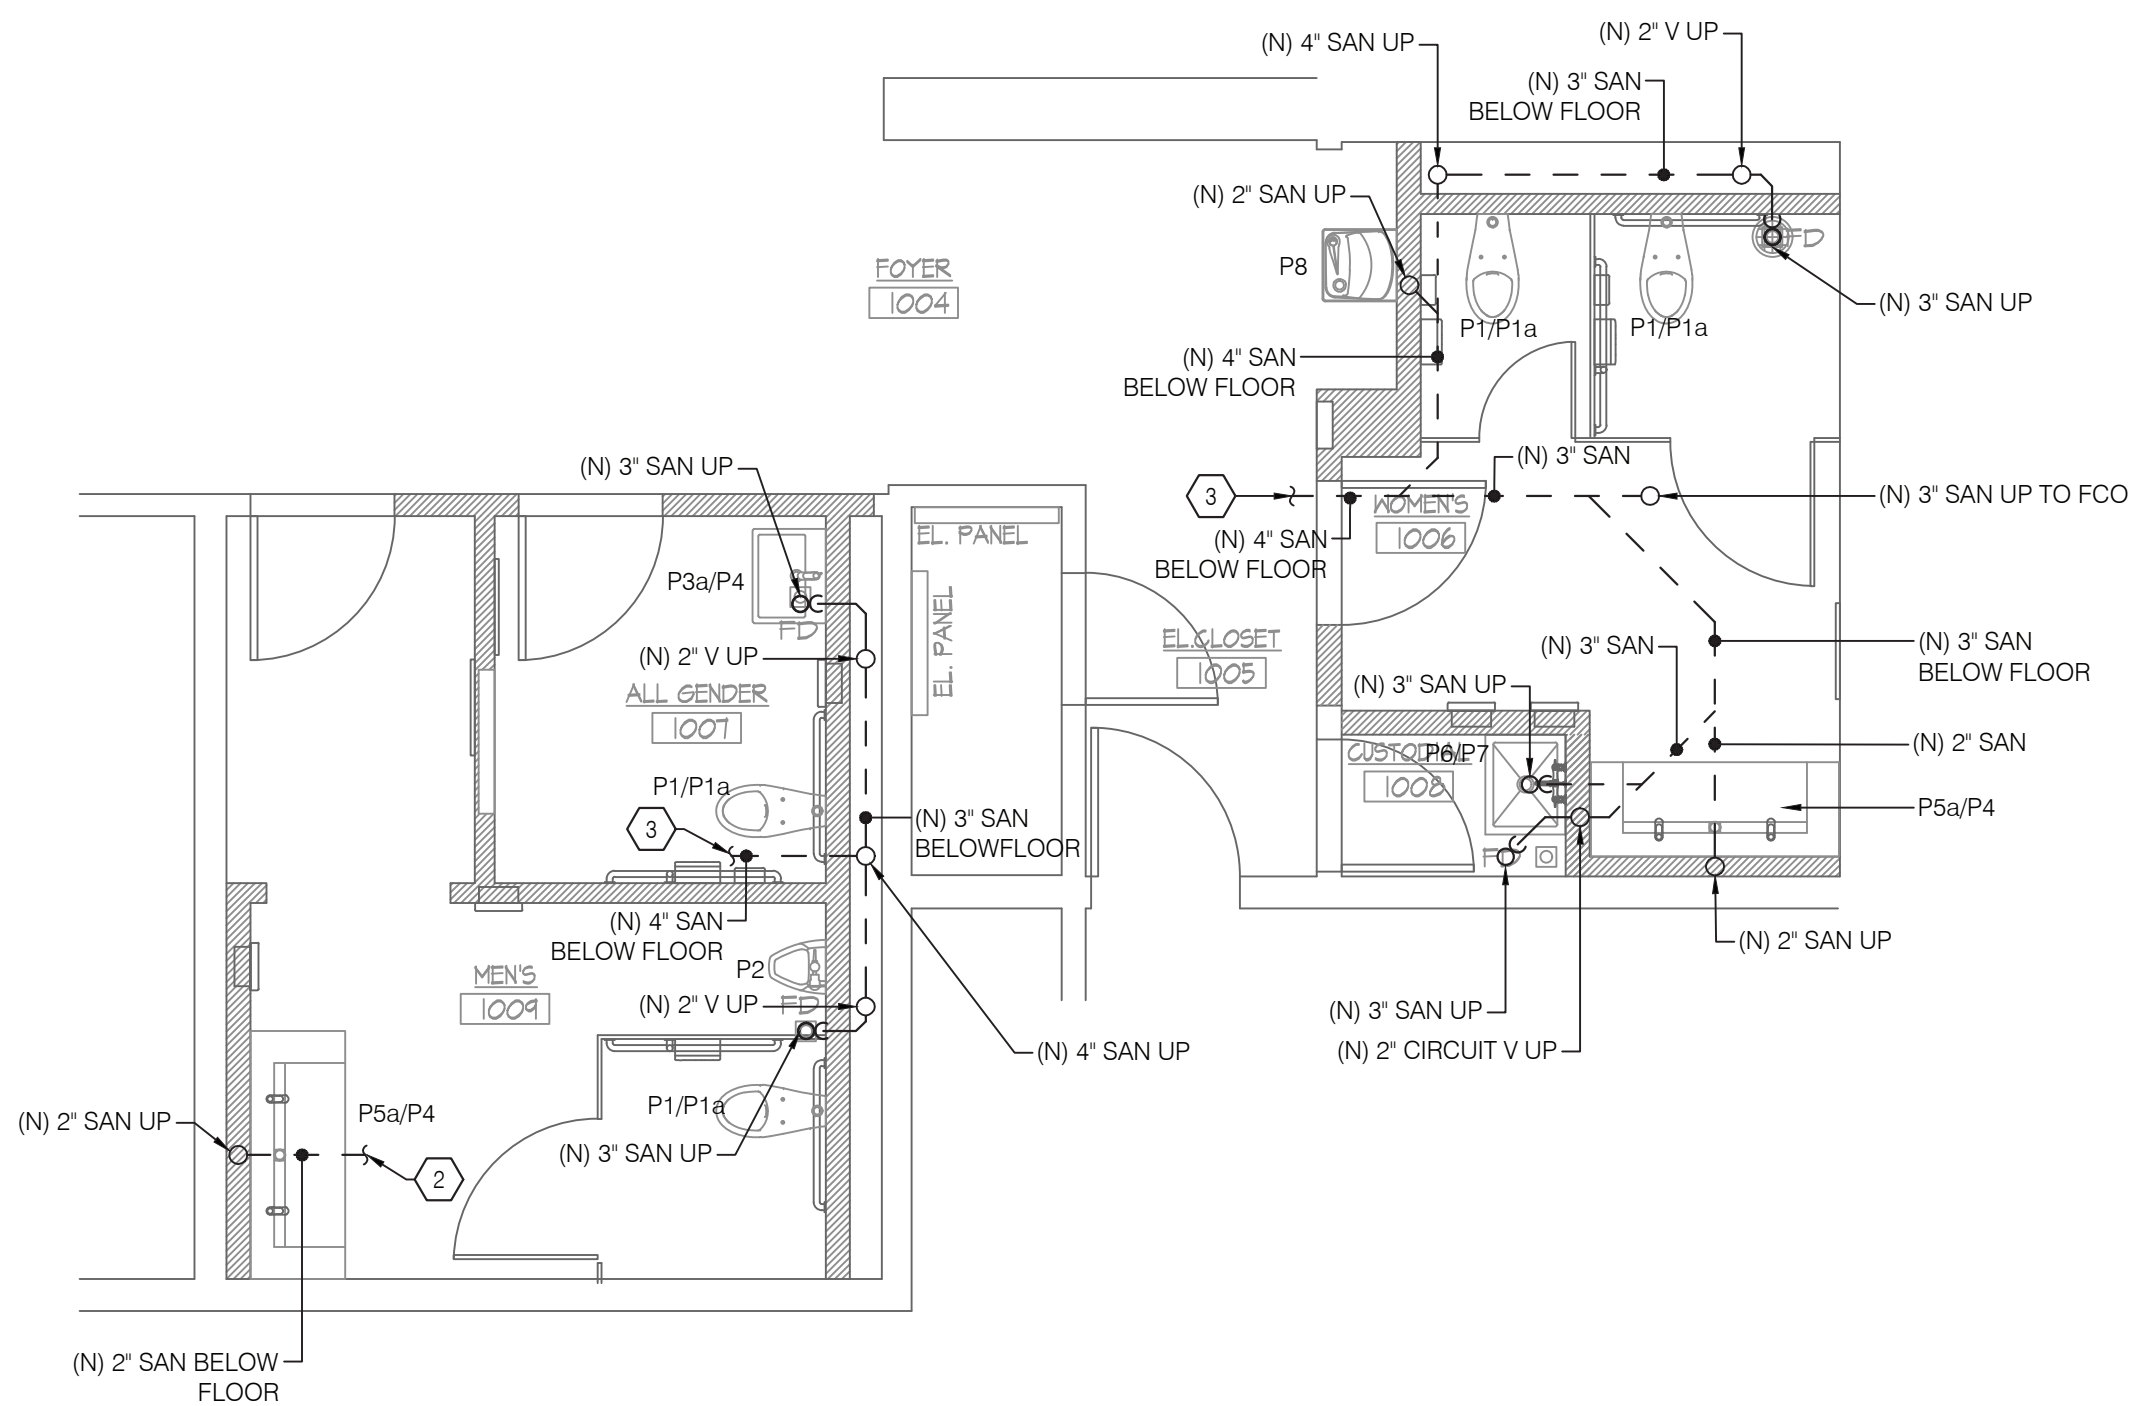 (N) 2" V UP
(N) 4" SAN UP
(N) 3" SAN
BELOW FLOOR
(N) 2" SAN UP
FD
FOYER
1004
P8
(N) 3" SAN UP
P1/P1a
P1/P1a
(N) 4" SAN
BELOW FLOOR
(N) 3" SAN UP
(N) 3" SAN
3
(N) 3" SAN UP TO FCO
WOMEN'S
1006
(N) 4" SAN
BELOW FLOOR
EL. PANEL
P3a/P4
FD
EL. PANEL
EL.CLOSET
1005
(N) 3" SAN
(N) 3" SAN
BELOW FLOOR
(N) 2" V UP
ALL GENDER
1007
(N) 3" SAN UP
(N) 2" SAN
CUSTODIAL
P6/P7
1008
P1/P1a
P5a/P4
3
(N) 3" SAN
BELOWFLOOR
FD
(N) 4" SAN
BELOW FLOOR
(N) 2" SAN UP
P2
MEN'S
1009
(N) 2" V UP
FD
(N) 3" SAN UP
(N) 2" CIRCUIT V UP
(N) 4" SAN UP
P5a/P4
P1/P1a
(N) 2" SAN UP
(N) 3" SAN UP
2
(N) 2" SAN BELOW
FLOOR